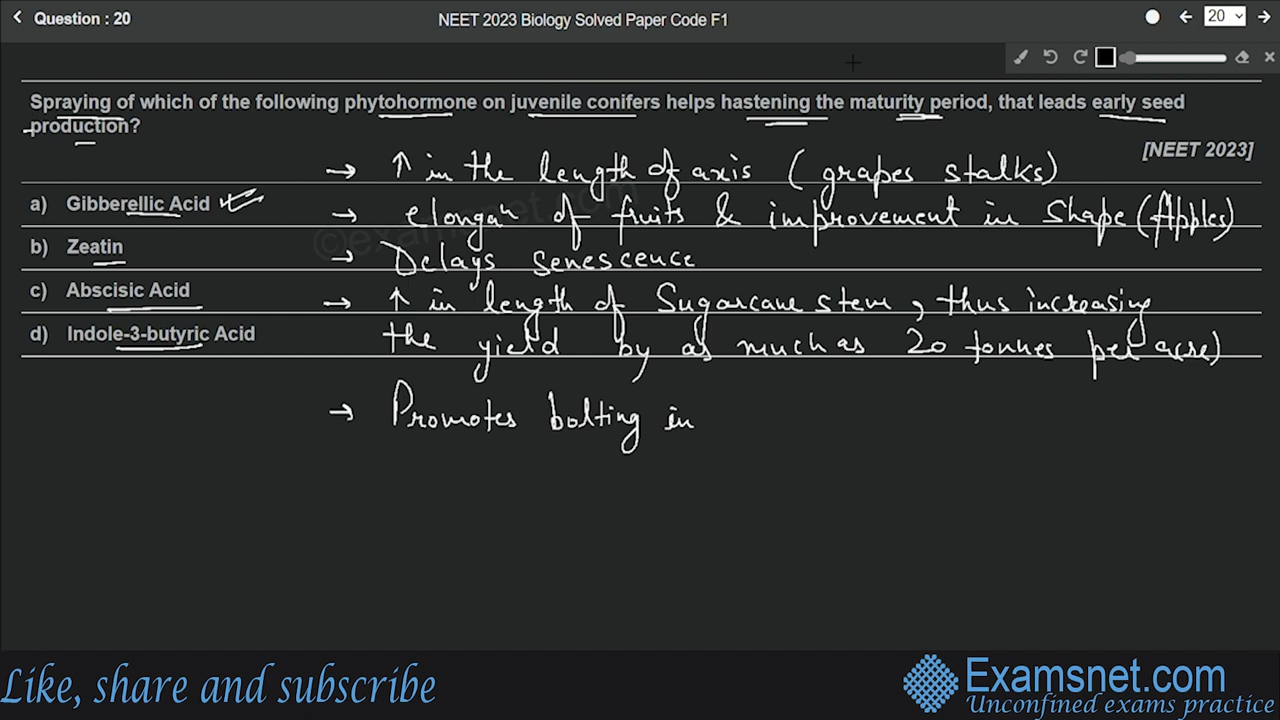 Question : 20
NEET 2023 Biology Solved Paper Code F1
20
Spraying of which of the following phytohormone on juvenile conifers helps hastening the maturity period, that leads early seed
production?
[NEET 2023]
→ ↑ in the length of axis (grapes stalks)
a) Gibberellic Acid
→ elongaⁿ of fruits & improvement in shape (Apples)
b) Zeatin
→ Delays senescence
c) Abscisic Acid
→ ↑ in length of Sugarcane stem, thus increasing
d) Indole-3-butyric Acid
the yield by as much as 20 tonnes per acre)
→ Promotes bolting in
©examsnet.com
Like, share and subscribe
Examsnet.com
Unconfined exams practice